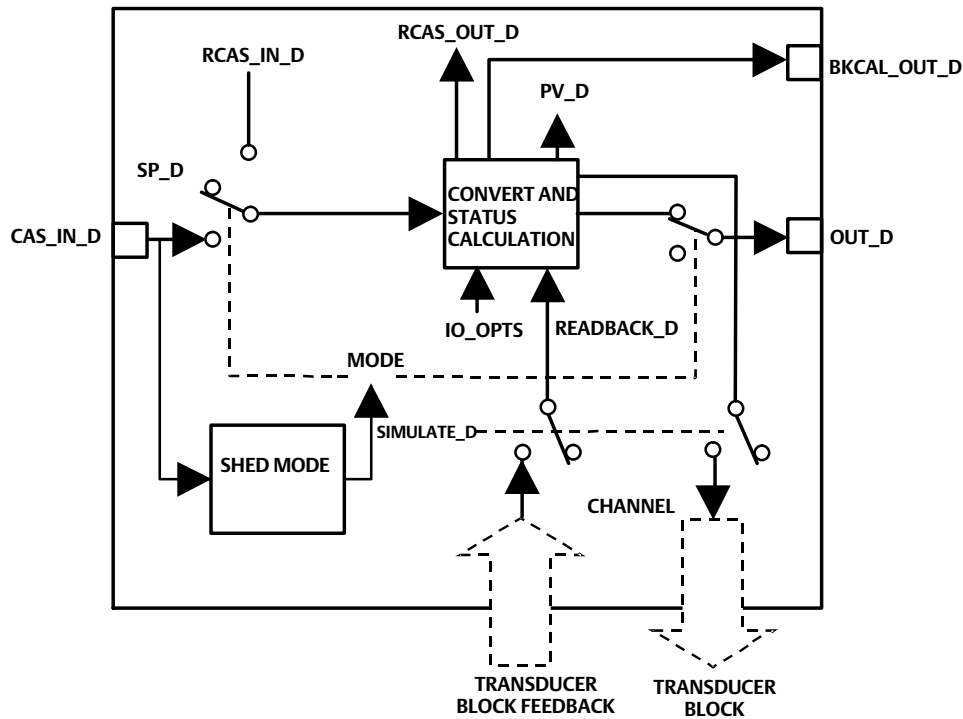 RCAS_OUT_D
RCAS_IN_D
BKCAL_OUT_D
PV_D
SP_D
CONVERT AND
STATUS
CALCULATION
CAS_IN_D
OUT_D
IO_OPTS
READBACK_D
MODE
SIMULATE_D
SHED MODE
CHANNEL
TRANSDUCER
BLOCK FEEDBACK
TRANSDUCER
BLOCK